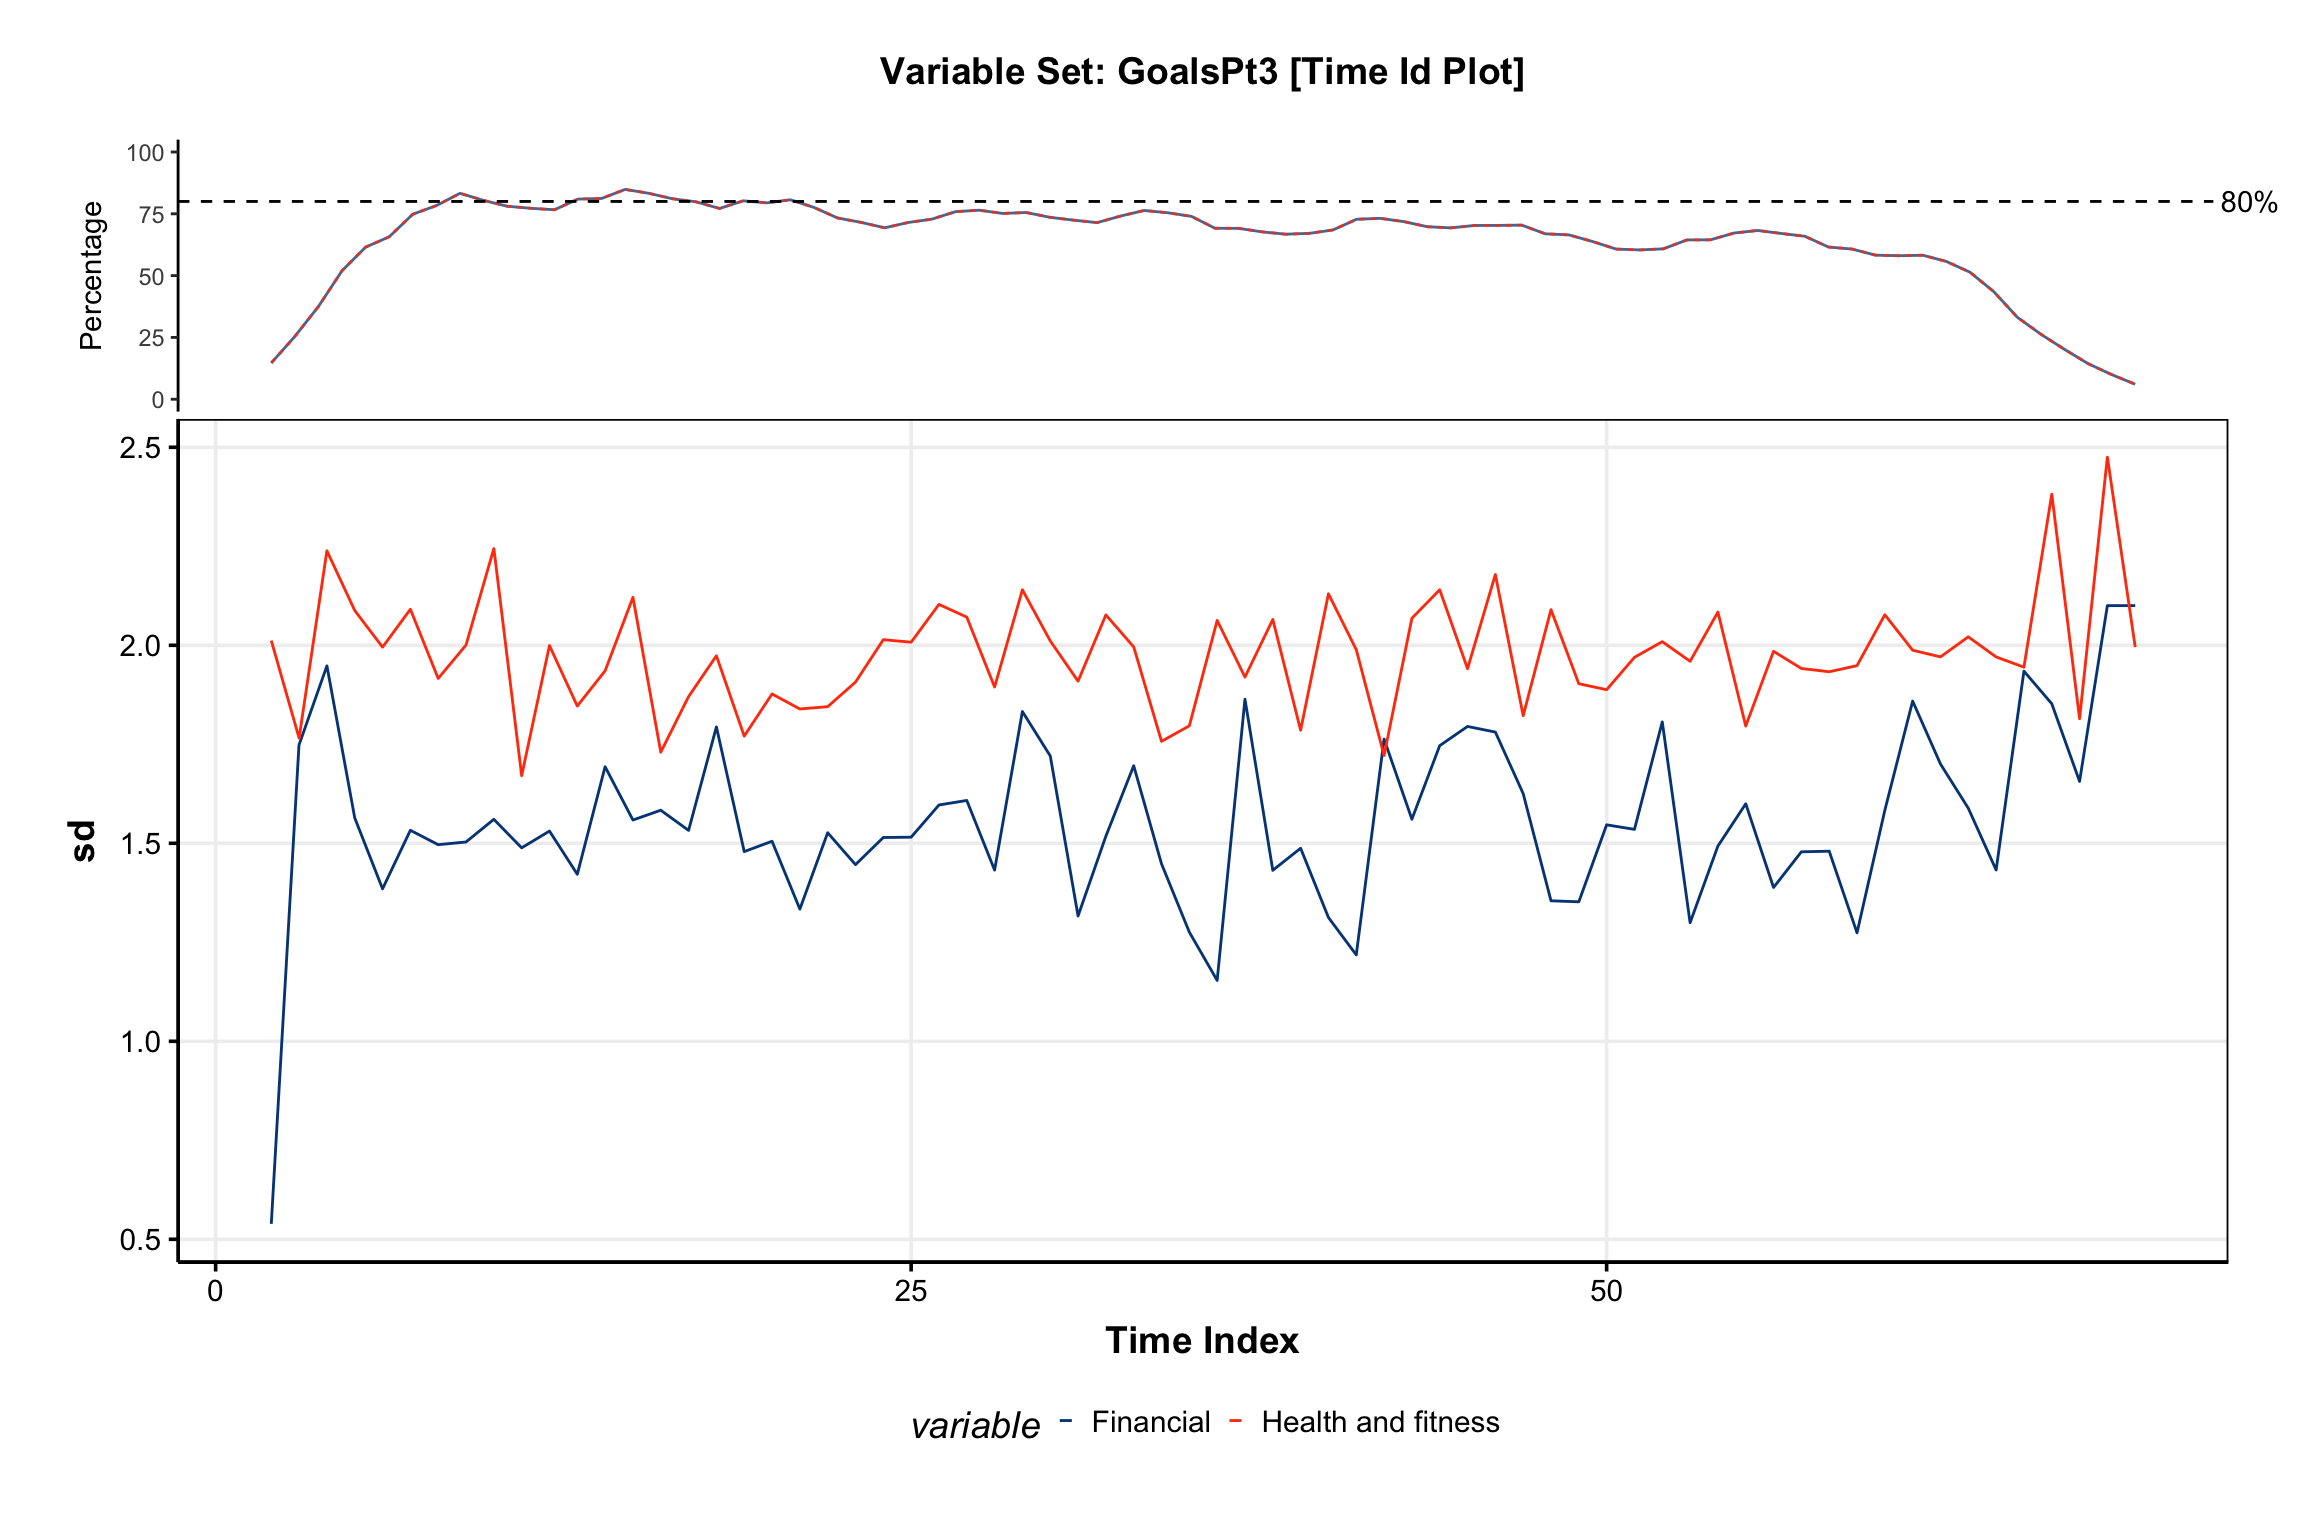 Variable Set: GoalsPt3 [Time Id Plot]
Percentage
100
75
50
25
0
80%
sd
2.5
2.0
1.5
1.0
0.5
0 25 50
Time Index
variable Financial Health and fitness